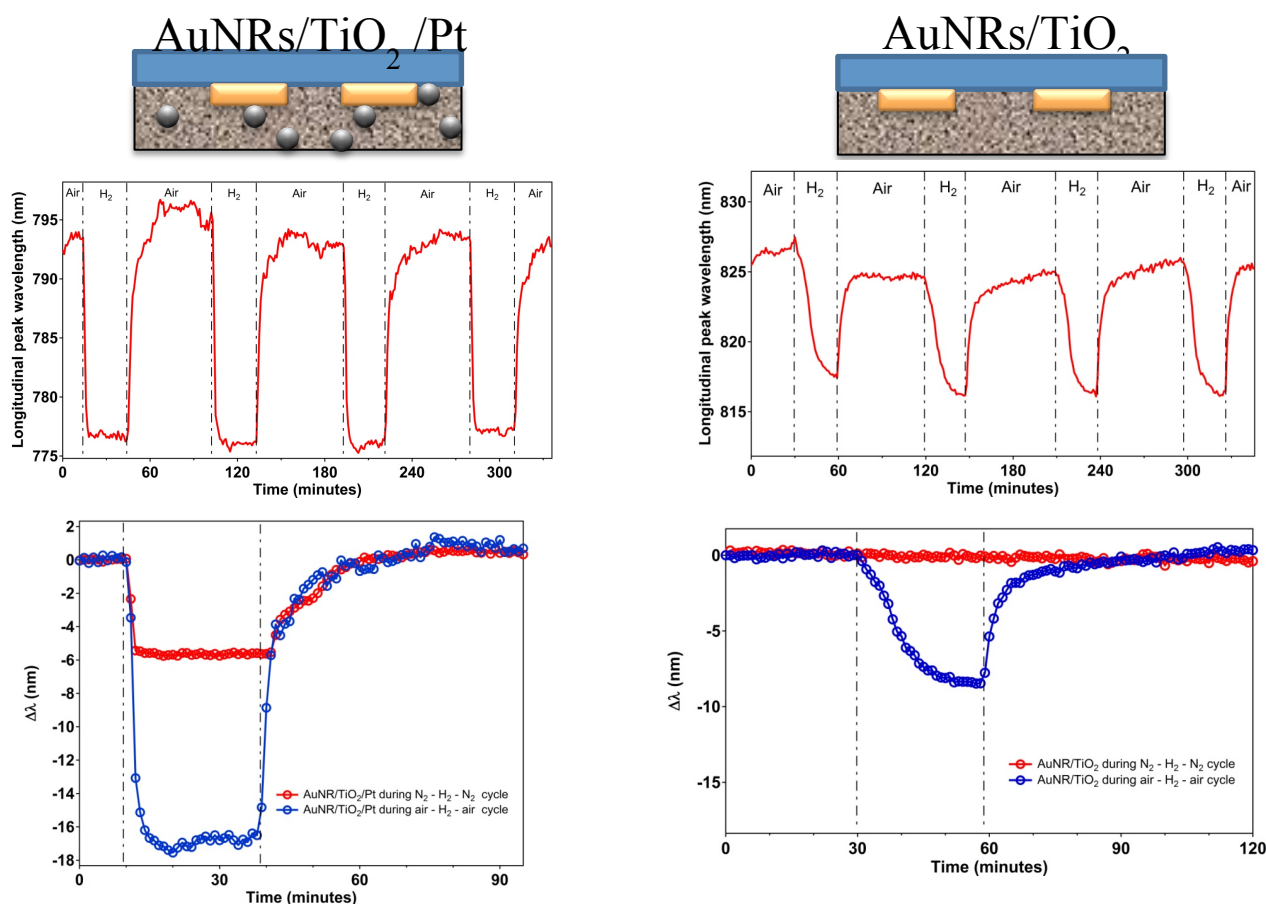 AuNRs/TiO2 /Pt
AuNRs/TiO2
Air H2 Air H2 Air H2 Air H2 Air
795
790
785
780
775
Longitudinal peak wavelength (nm)
0 60 120 180 240 300
Time (minutes)
Air H2 Air H2 Air H2 Air H2 Air
830
825
820
815
Longitudinal peak wavelength (nm)
0 60 120 180 240 300
Time (minutes)
2
0
-2
-4
-6
-8
-10
-12
-14
-16
-18
Δλ (nm)
AuNR/TiO2/Pt during N2 - H2 - N2 cycle
AuNR/TiO2/Pt during air - H2 - air cycle
0 30 60 90
Time (minutes)
0
-5
-10
-15
Δλ (nm)
AuNR/TiO2 during N2 - H2 - N2 cycle
AuNR/TiO2 during air - H2 - air cycle
0 30 60 90 120
Time (minutes)